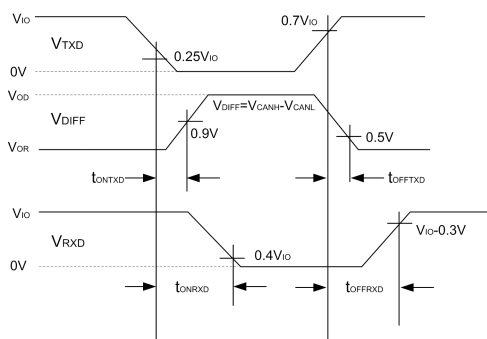 VIO
VTXD
0.25VIO
0.7VIO
0V
VOD
VDIFF
VDIFF=VCANH-VCANL
0.9V
0.5V
VOR
tONTXD
tOFFTXD
VIO
VRXD
VIO-0.3V
0.4VIO
0V
tONRXD
tOFFRXD